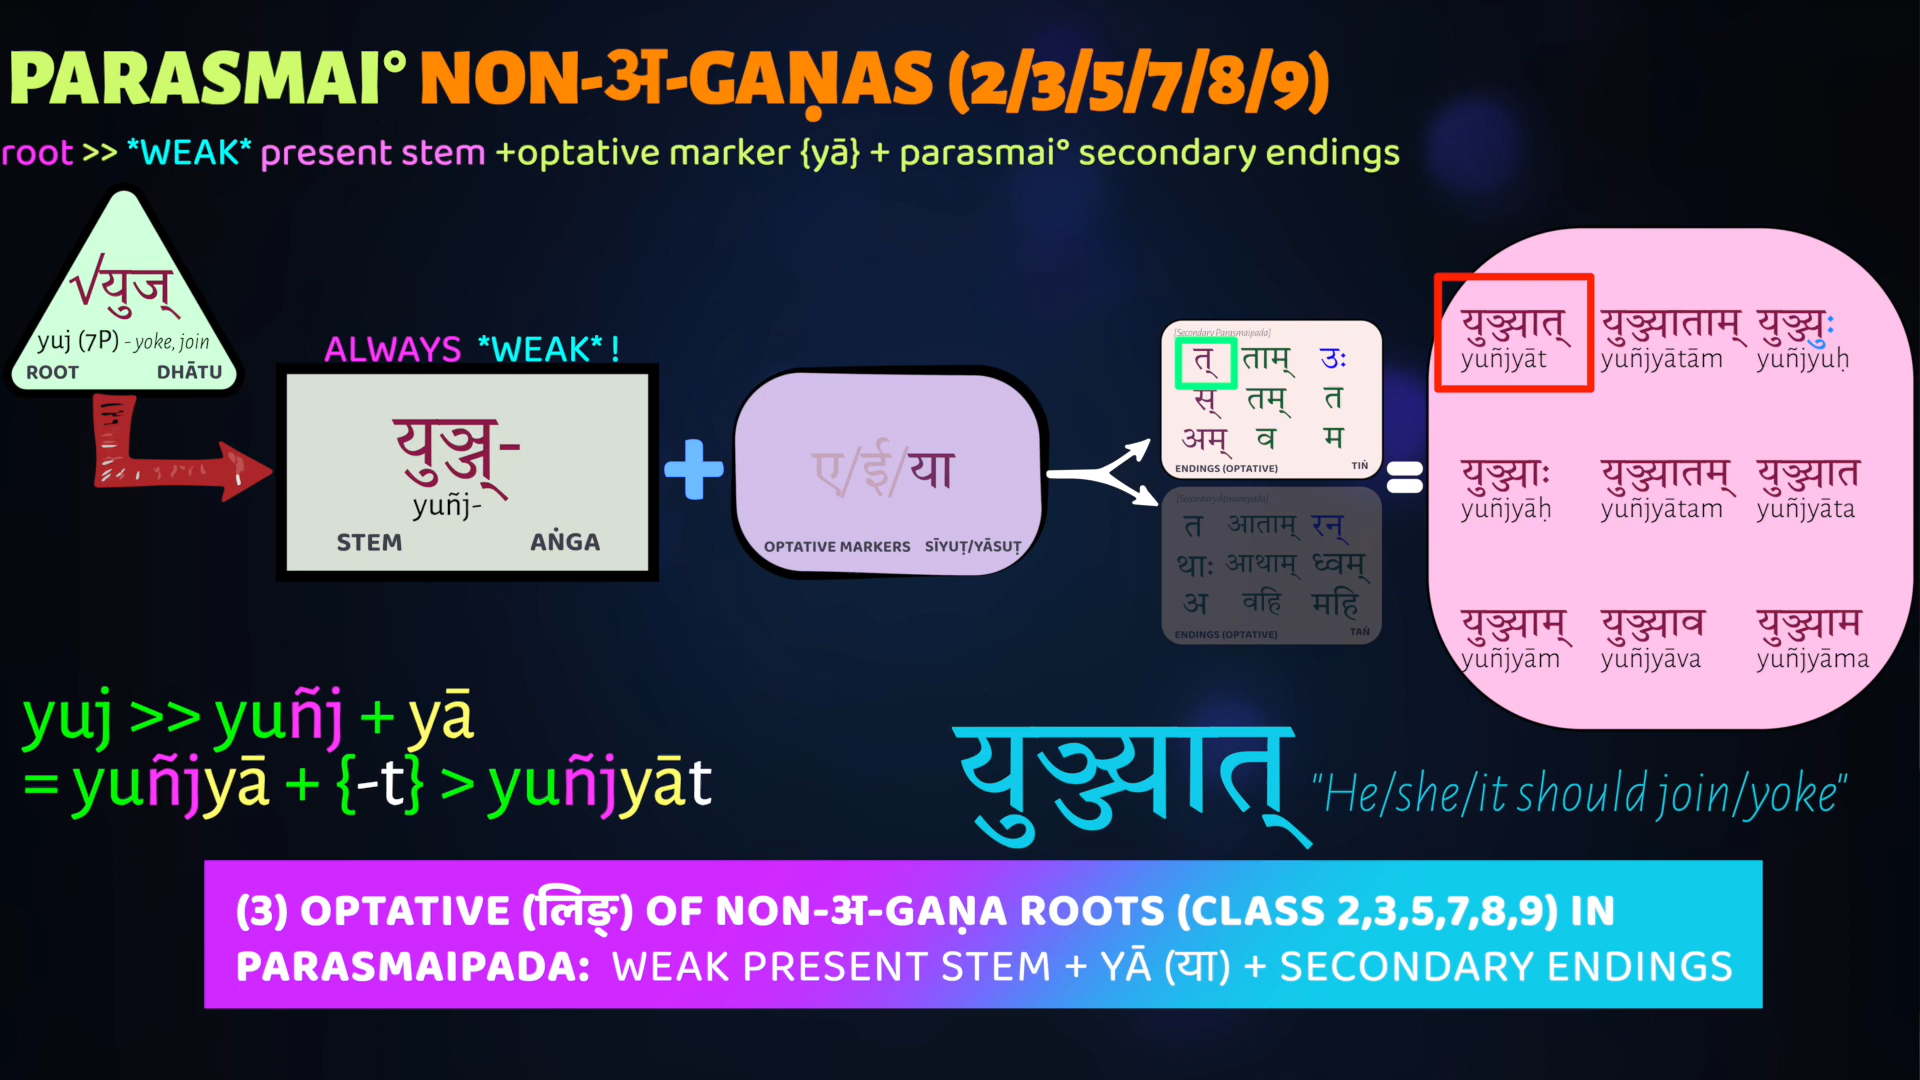 PARASMAI° NON-अ-GAṆAS (2/3/5/7/8/9)
root >> *WEAK* present stem +optative marker {yā} + parasmai° secondary endings
√युज्
yuj (7P) - yoke, join
ROOT DHĀTU
ALWAYS *WEAK* !
युञ्ज्-
yuñj-
STEM AṄGA
+
ए/ई/या
OPTATIVE MARKERS SĪYUṬ/YĀSUṬ
[Secondary Parasmaipada]
त् ताम् उः
स् तम् त
अम् व म
ENDINGS (OPTATIVE) TIṄ
[Secondary Ātmanepada]
त आताम् रन्
थाः आथाम् ध्वम्
अ वहि महि
ENDINGS (OPTATIVE) TAṄ
=
युञ्ज्यात् युञ्ज्याताम् युञ्ज्युः
yuñjyāt yuñjyātām yuñjyuḥ
युञ्ज्याः युञ्ज्यातम् युञ्ज्यात
yuñjyāḥ yuñjyātam yuñjyāta
युञ्ज्याम् युञ्ज्याव युञ्ज्याम
yuñjyām yuñjyāva yuñjyāma
yuj >> yuñj + yā
= yuñjyā + {-t} > yuñjyāt
युञ्ज्यात् "He/she/it should join/yoke"
(3) OPTATIVE (लिङ्) OF NON-अ-GAṆA ROOTS (CLASS 2,3,5,7,8,9) IN
PARASMAIPADA: WEAK PRESENT STEM + YĀ (या) + SECONDARY ENDINGS